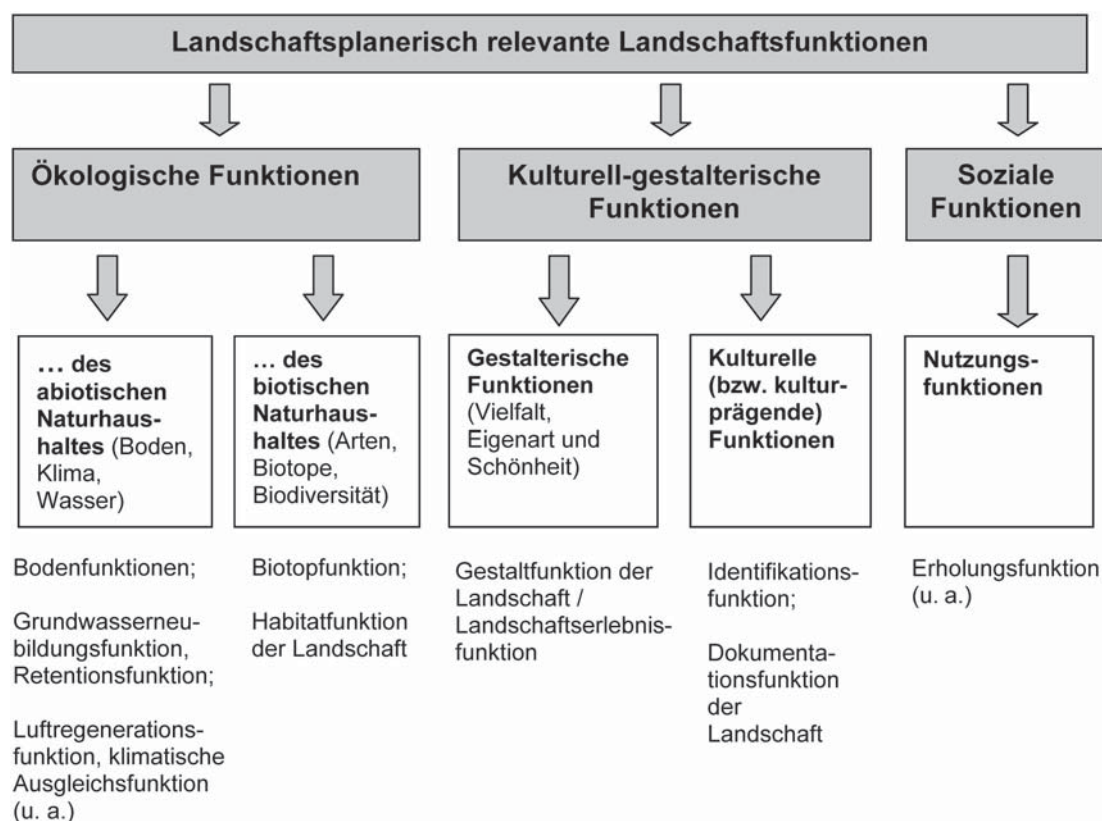 Landschaftsplanerisch relevante Landschaftsfunktionen
Ökologische Funktionen
Kulturell-gestalterische
Funktionen
Soziale
Funktionen
... des
abiotischen
Naturhaus-
haltes (Boden,
Klima,
Wasser)
... des
biotischen
Naturhaus-
haltes (Arten,
Biotope,
Biodiversität)
Gestalterische
Funktionen
(Vielfalt,
Eigenart und
Schönheit)
Kulturelle
(bzw. kultur-
prägende)
Funktionen
Nutzungs-
funktionen
Bodenfunktionen;
Grundwasserneu-
bildungsfunktion,
Retentionsfunktion;
Luftregenerations-
funktion, klimatische
Ausgleichsfunktion
(u. a.)
Biotopfunktion;
Habitatfunktion
der Landschaft
Gestaltfunktion der
Landschaft /
Landschaftserlebnis-
funktion
Identifikations-
funktion;
Dokumenta-
tionsfunktion
der
Landschaft
Erholungsfunktion
(u. a.)